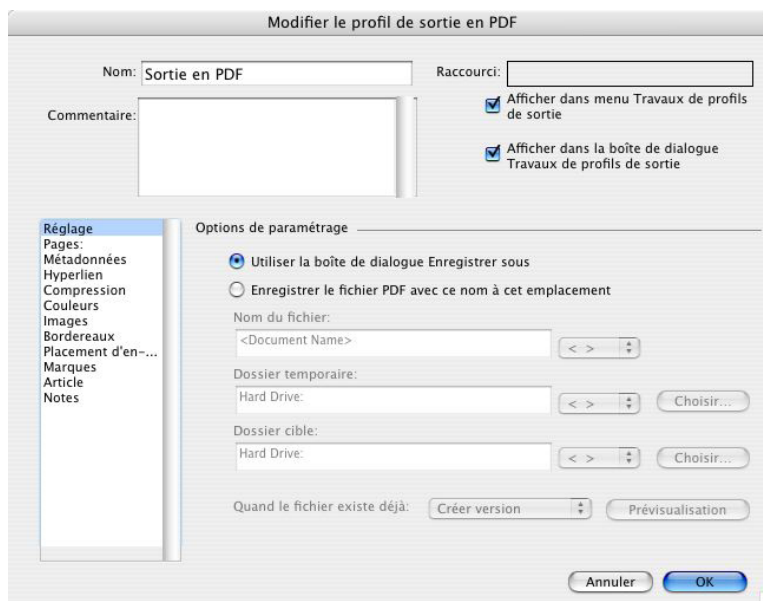 Modifier le profil de sortie en PDF
Nom: Sortie en PDF
Raccourci:
Commentaire:
Afficher dans menu Travaux de profils
de sortie
Afficher dans la boîte de dialogue
Travaux de profils de sortie
Réglage
Pages:
Métadonnées
Hyperlien
Compression
Couleurs
Images
Bordereaux
Placement d'en-...
Marques
Article
Notes
Options de paramétrage
Utiliser la boîte de dialogue Enregistrer sous
Enregistrer le fichier PDF avec ce nom à cet emplacement
Nom du fichier:
<Document Name>
< >
Dossier temporaire:
Hard Drive:
< >
Choisir...
Dossier cible:
Hard Drive:
< >
Choisir...
Quand le fichier existe déjà: Créer version
Prévisualisation
Annuler
OK